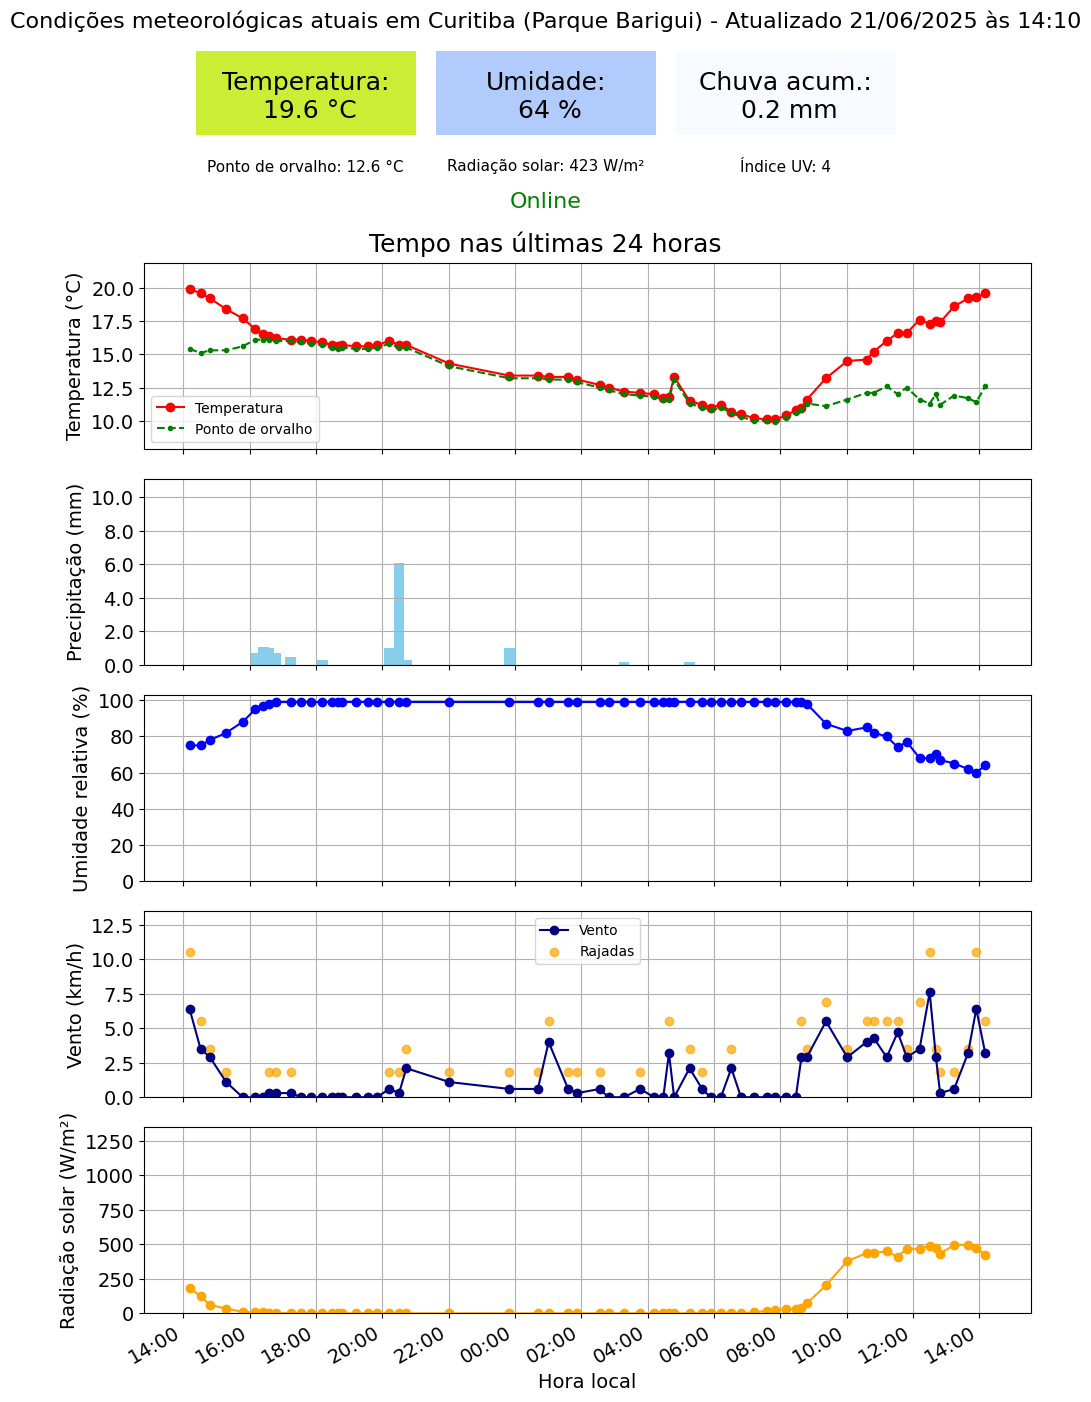 Condições meteorológicas atuais em Curitiba (Parque Barigui) - Atualizado 21/06/2025 às 14:10
Temperatura:
19.6 °C
Umidade:
64 %
Chuva acum.:
0.2 mm
Ponto de orvalho: 12.6 °C
Radiação solar: 423 W/m²
Índice UV: 4
Online
Tempo nas últimas 24 horas
Temperatura (°C)
20.0
17.5
15.0
12.5
10.0
Temperatura
Ponto de orvalho
Precipitação (mm)
10.0
8.0
6.0
4.0
2.0
0.0
Umidade relativa (%)
100
80
60
40
20
0
Vento (km/h)
12.5
10.0
7.5
5.0
2.5
0.0
Vento
Rajadas
Radiação solar (W/m²)
1250
1000
750
500
250
0
14:00
16:00
18:00
20:00
22:00
00:00
02:00
04:00
06:00
08:00
10:00
12:00
14:00
Hora local